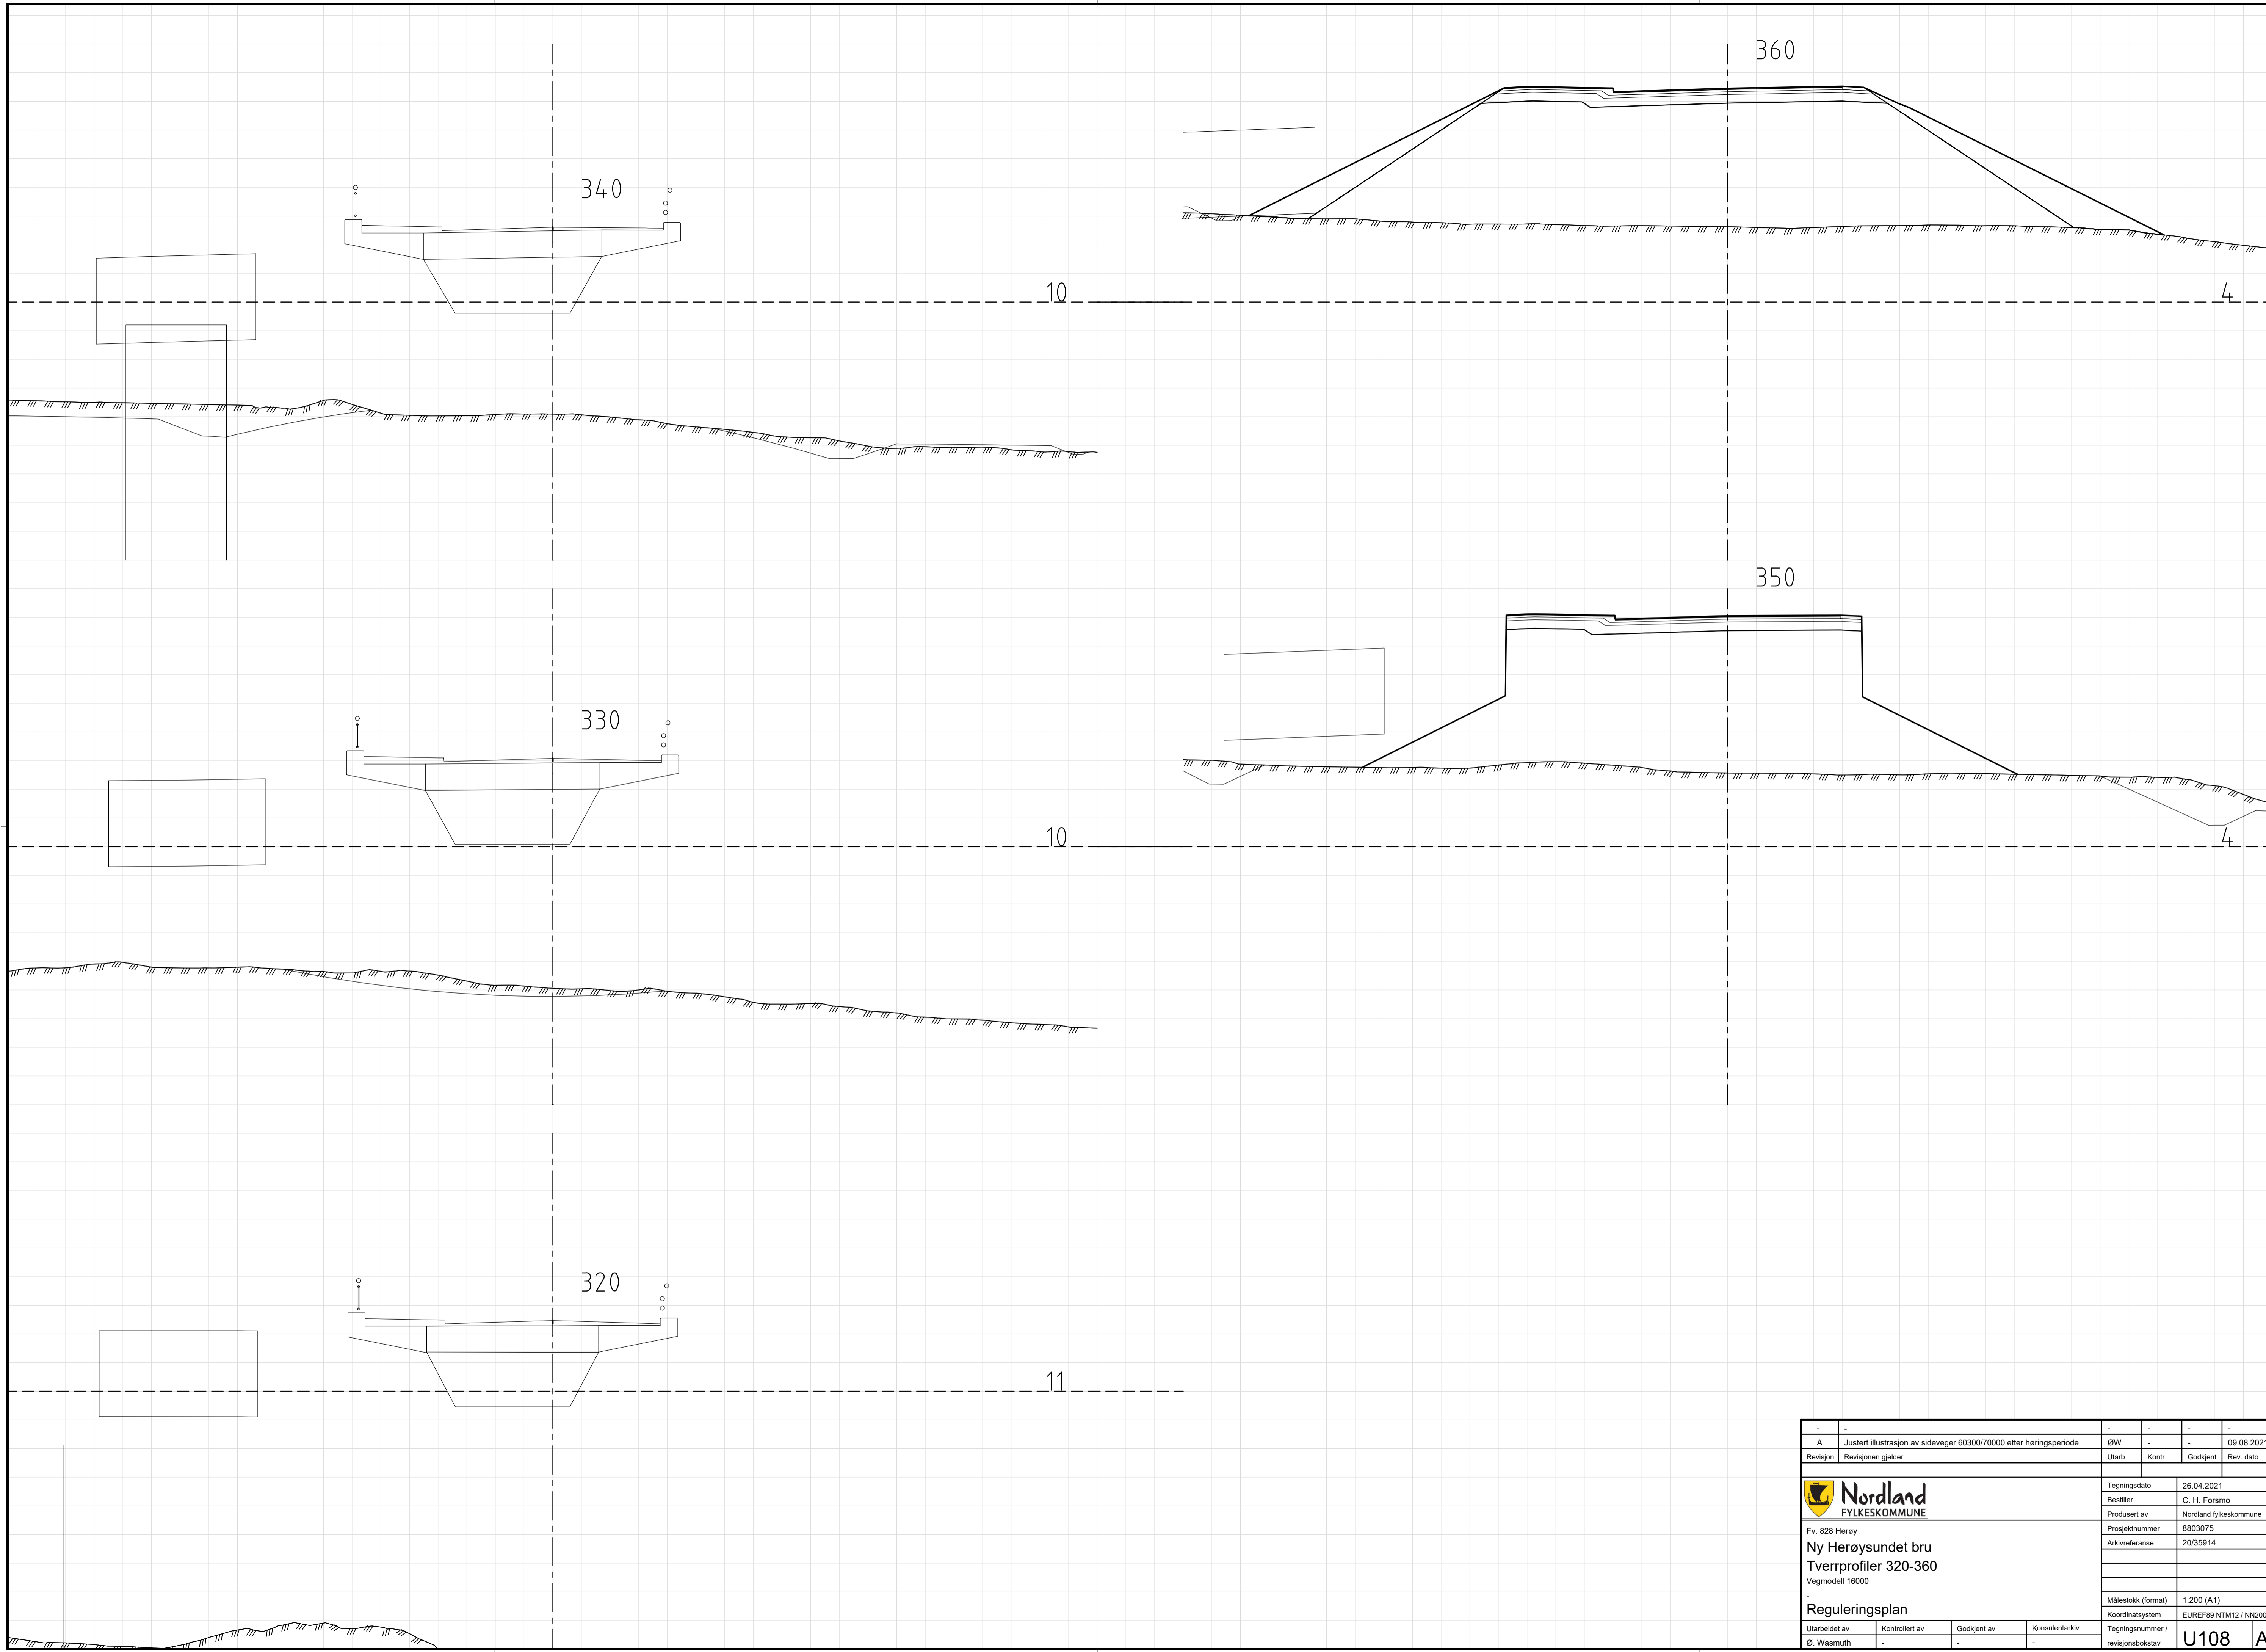 360
340
10
4
350
330
10
4
320
11
- - - - - -
A Justert illustrasjon av sideveger 60300/70000 etter høringsperiode ØW - - 09.08.2021
Revisjon Revisjonen gjelder Utarb Kontr Godkjent Rev. dato
Nordland
FYLKESKOMMUNE
Tegningsdato 26.04.2021
Bestiller C. H. Forsmo
Produsert av Nordland fylkeskommune
Prosjektnummer 8803075
Arkivreferanse 20/35914
Fv. 828 Herøy
Ny Herøysundet bru
Tverrprofiler 320-360
Vegmodell 16000
-
Reguleringsplan
Målestokk (format) 1:200 (A1)
Koordinatsystem EUREF89 NTM12 / NN200
Utarbeidet av Kontrollert av Godkjent av Konsulentarkiv
Ø. Wasmuth - - -
Tegningsnummer /
revisjonsbokstav U108 A